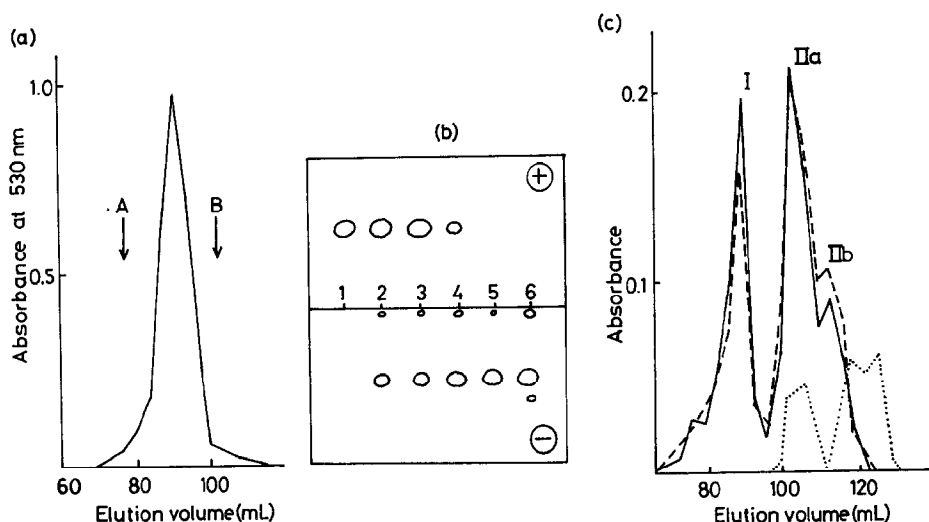 (a)
Absorbance at 530 nm
1.0
0.5
A
B
60
80
100
Elution volume(mL)
(b)
+
1 2 3 4 5 6
−
(c)
Absorbance
0.2
0.1
I
IIa
IIb
80
100
120
Elution volume(mL)